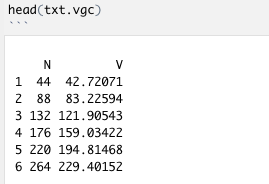 head(txt.vgc)
```
N V
1 44 42.72071
2 88 83.22594
3 132 121.90543
4 176 159.03422
5 220 194.81468
6 264 229.40152